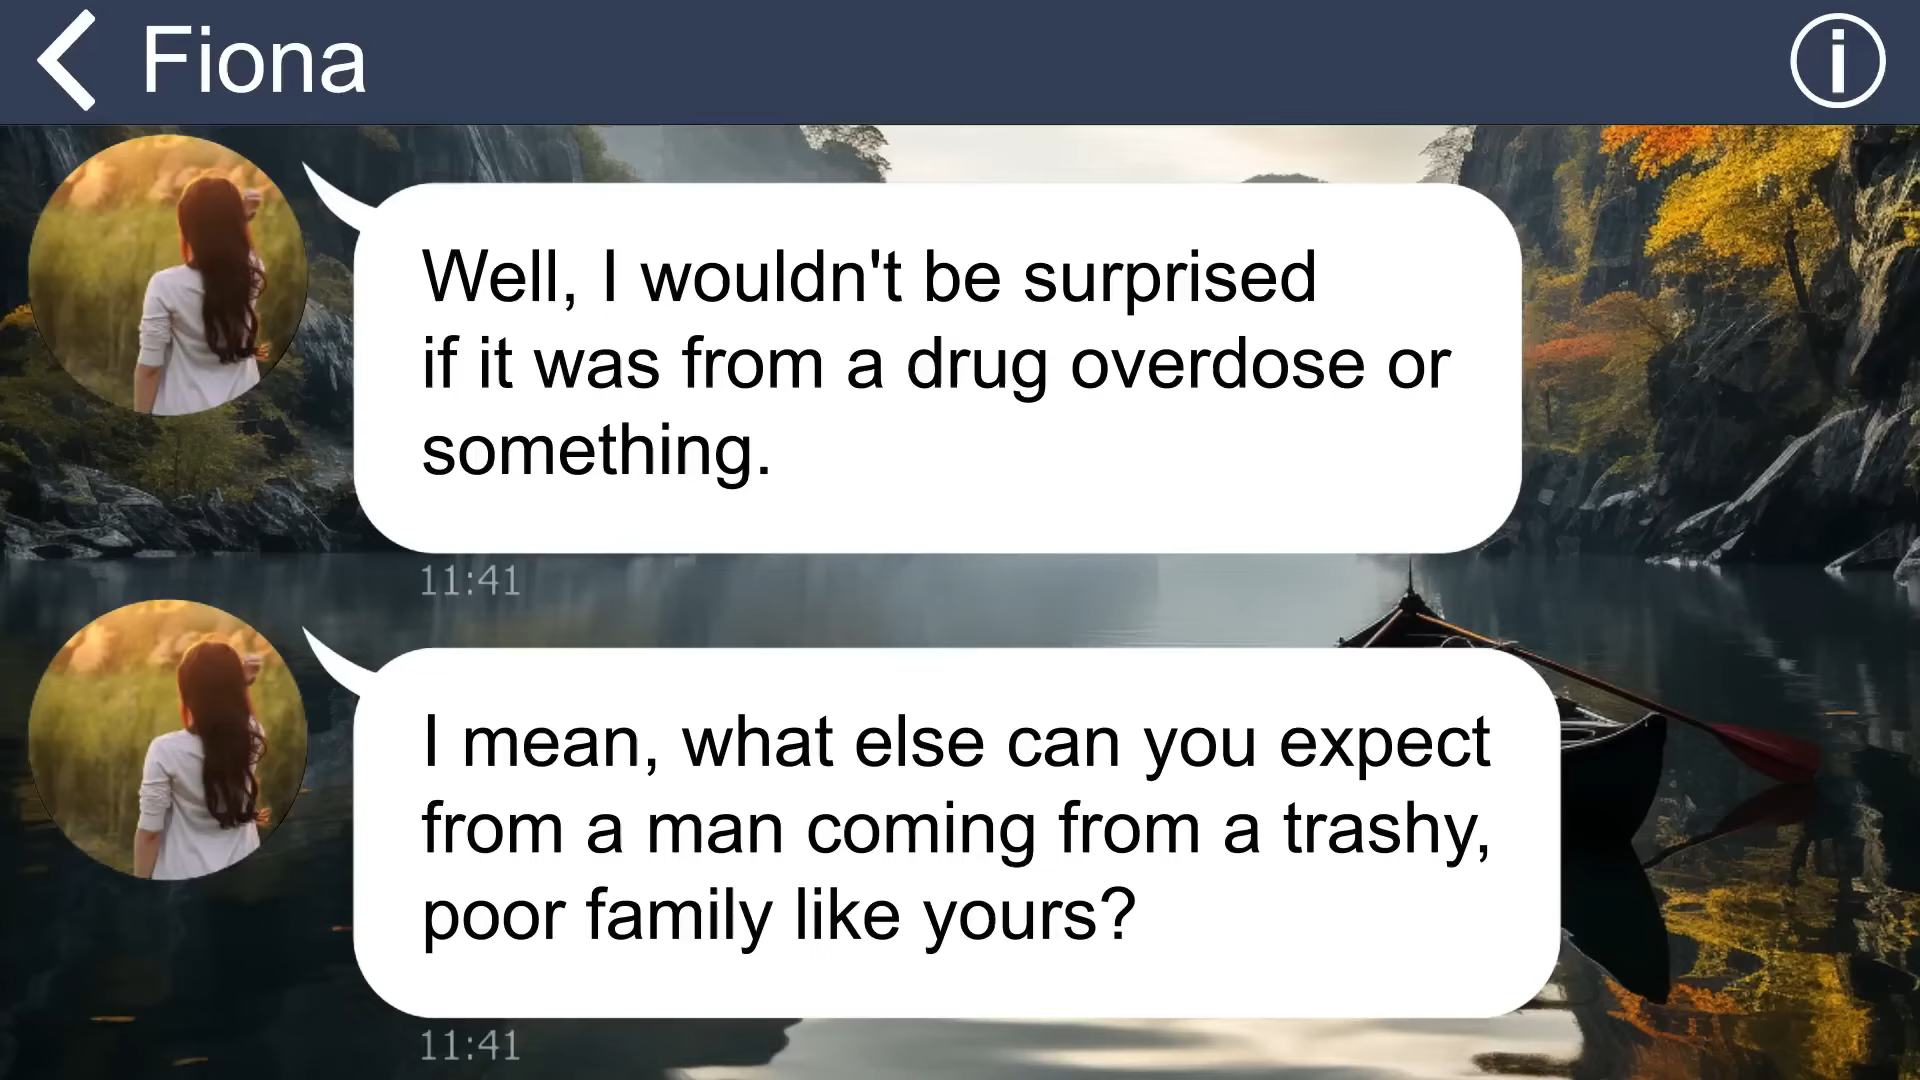 Fiona
Well, I wouldn't be surprised
if it was from a drug overdose or
something.
11:41
I mean, what else can you expect
from a man coming from a trashy,
poor family like yours?
11:41